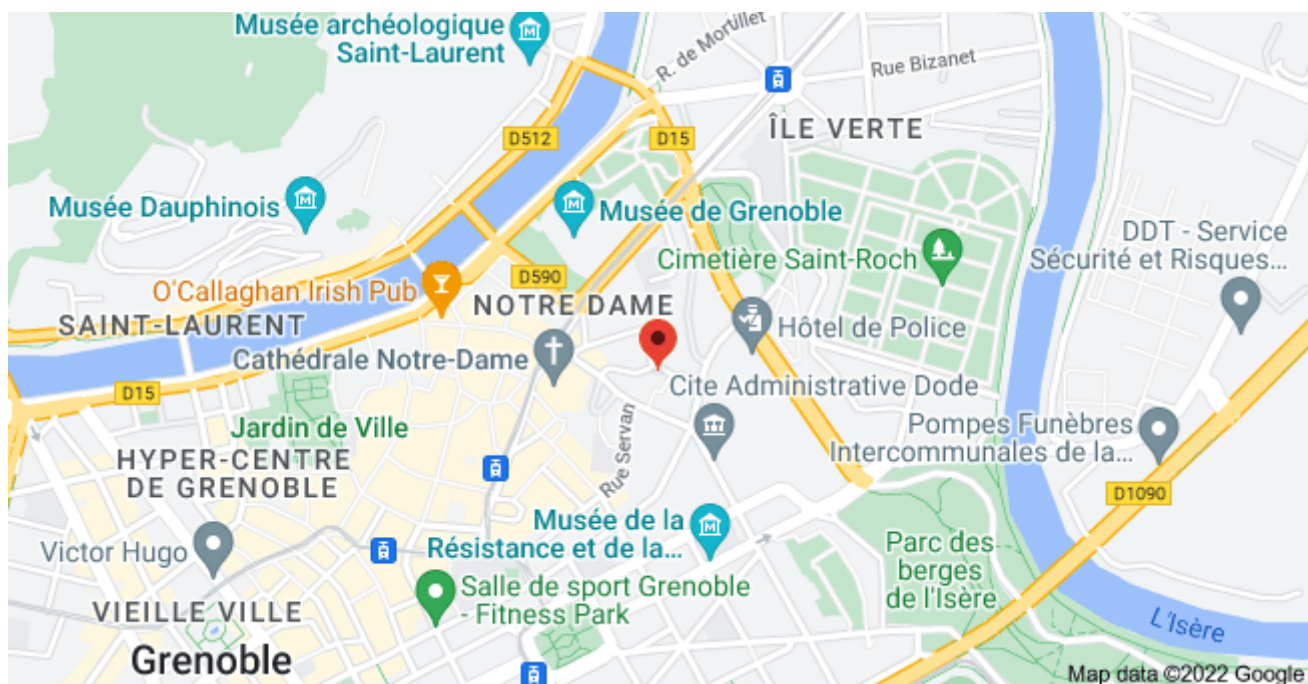 Musée archéologique
Saint-Laurent
R. de Mortillet
Rue Bizanet
ÎLE VERTE
D512
D15
Musée Dauphinois
Musée de Grenoble
DDT - Service
Sécurité et Risques...
Cimetière Saint-Roch
D590
O'Callaghan Irish Pub
NOTRE DAME
SAINT-LAURENT
Hôtel de Police
Cathédrale Notre-Dame
Cite Administrative Dode
D15
Jardin de Ville
Rue Servan
Pompes Funèbres
Intercommunales de la...
HYPER-CENTRE
DE GRENOBLE
D1090
Musée de la
Résistance et de la...
Victor Hugo
Parc des
berges
de l'Isère
Salle de sport Grenoble
- Fitness Park
VIEILLE VILLE
L'Isère
Grenoble
Map data ©2022 Google